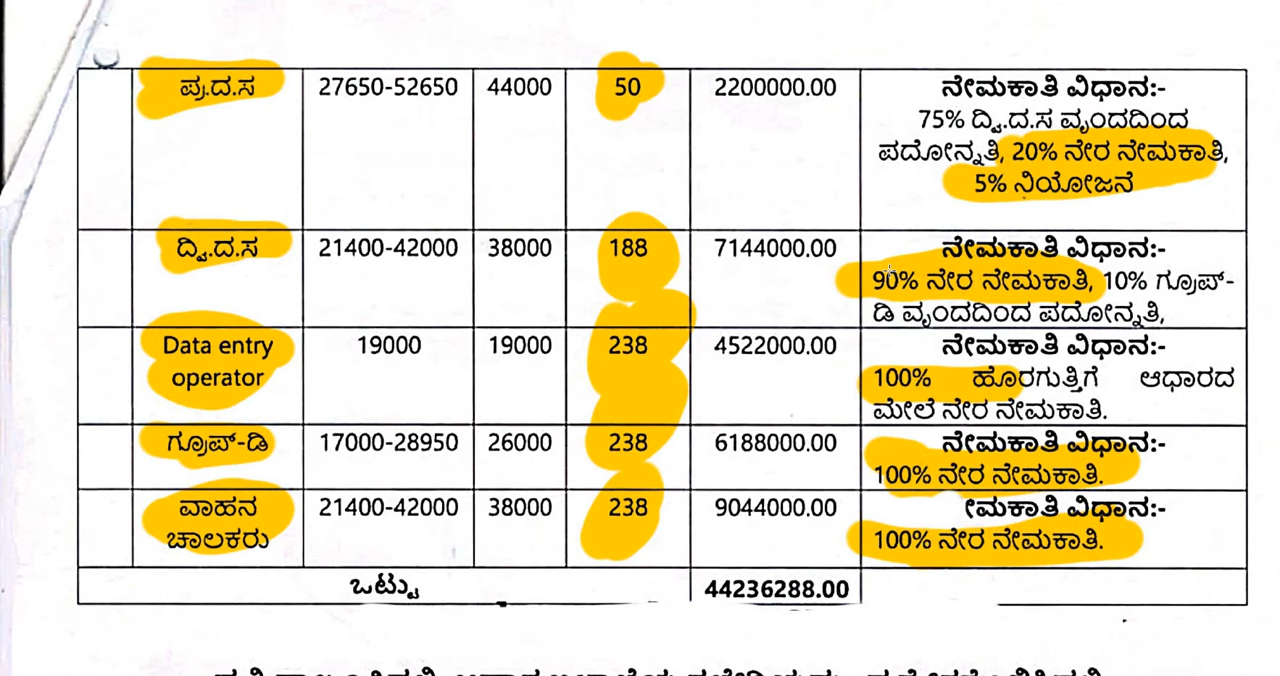 ಪ್ರ.ದ.ಸ 27650-52650 44000 50 2200000.00 ನೇಮಕಾತಿ ವಿಧಾನ:-
75% ದ್ವಿ.ದ.ಸ ವೃಂದದಿಂದ
ಪದೋನ್ನತಿ, 20% ನೇರ ನೇಮಕಾತಿ,
5% ನಿಯೋಜನೆ
ದ್ವಿ.ದ.ಸ 21400-42000 38000 188 7144000.00 ನೇಮಕಾತಿ ವಿಧಾನ:-
90% ನೇರ ನೇಮಕಾತಿ, 10% ಗ್ರೂಪ್-
ಡಿ ವೃಂದದಿಂದ ಪದೋನ್ನತಿ,
Data entry 19000 19000 238 4522000.00 ನೇಮಕಾತಿ ವಿಧಾನ:-
operator 100% ಹೊರಗುತ್ತಿಗೆ ಆಧಾರದ
ಮೇಲೆ ನೇರ ನೇಮಕಾತಿ.
ಗ್ರೂಪ್-ಡಿ 17000-28950 26000 238 6188000.00 ನೇಮಕಾತಿ ವಿಧಾನ:-
100% ನೇರ ನೇಮಕಾತಿ.
ವಾಹನ 21400-42000 38000 238 9044000.00 ೇಮಕಾತಿ ವಿಧಾನ:-
ಚಾಲಕರು 100% ನೇರ ನೇಮಕಾತಿ.
ಒಟ್ಟು 44236288.00